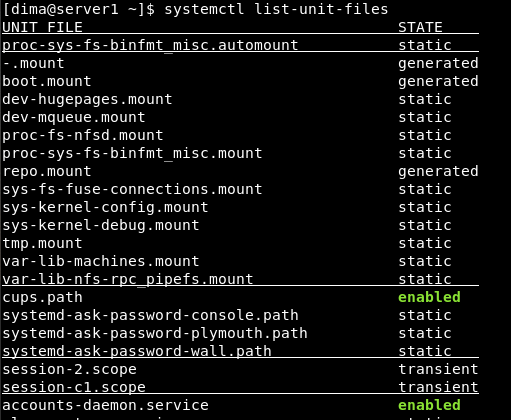 [dima@server1 ~]$ systemctl list-unit-files
UNIT FILE STATE
proc-sys-fs-binfmt_misc.automount static
-.mount generated
boot.mount generated
dev-hugepages.mount static
dev-mqueue.mount static
proc-fs-nfsd.mount static
proc-sys-fs-binfmt_misc.mount static
repo.mount generated
sys-fs-fuse-connections.mount static
sys-kernel-config.mount static
sys-kernel-debug.mount static
tmp.mount static
var-lib-machines.mount static
var-lib-nfs-rpc_pipefs.mount static
cups.path enabled
systemd-ask-password-console.path static
systemd-ask-password-plymouth.path static
systemd-ask-password-wall.path static
session-2.scope transient
session-c1.scope transient
accounts-daemon.service enabled